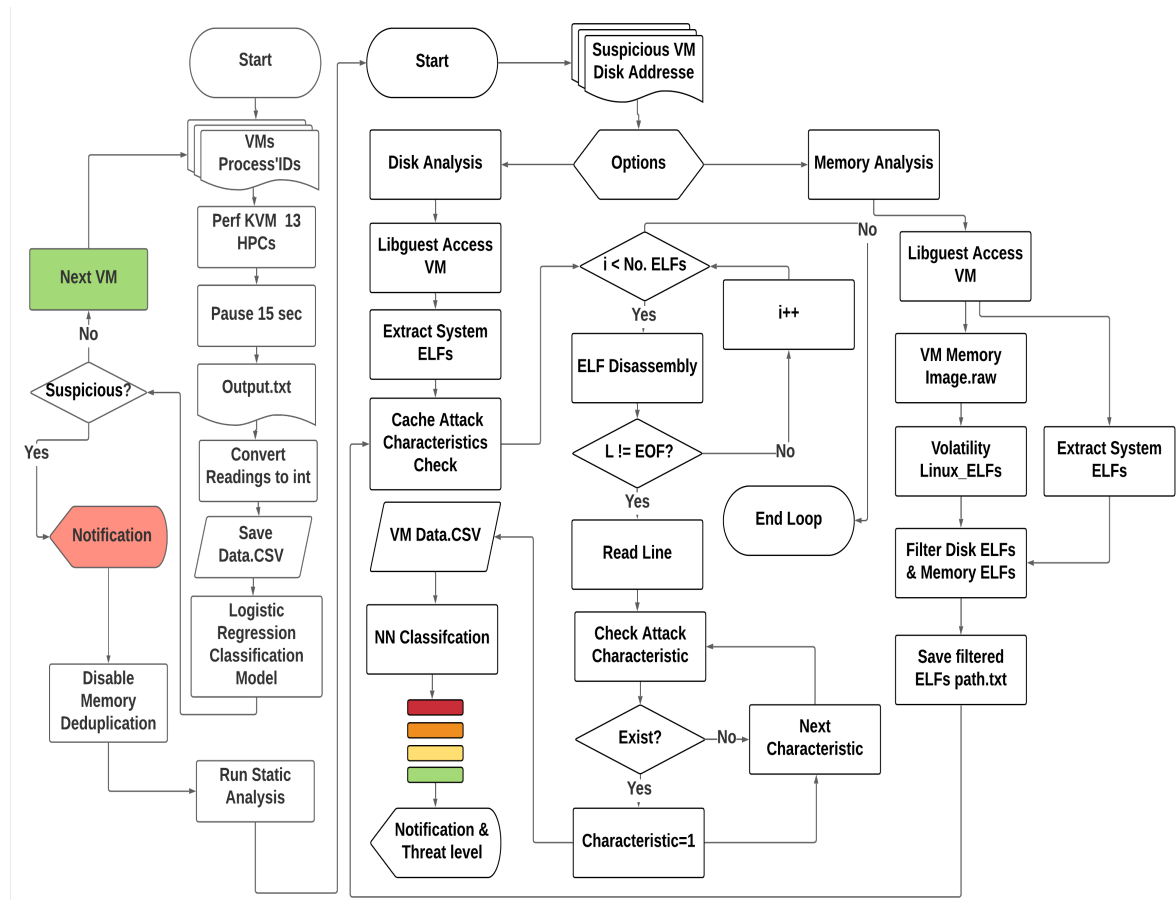 Start
VMs
Process'IDs
Perf KVM  13
HPCs
Next VM
Pause 15 sec
No
Output.txt
Suspicious?
Yes
Convert
Readings to int
Notification
Save
Data.CSV
Logistic
Regression
Classification
Model
Disable
Memory
Deduplication
Run Static
Analysis
Start
Suspicious VM
Disk Addresse
Disk Analysis
Options
Memory Analysis
Libguest Access
VM
Extract System
ELFs
Cache Attack
Characteristics
Check
VM Data.CSV
NN Classifcation
Notification &
Threat level
i < No. ELFs
No
Yes
i++
ELF Disassembly
L != EOF?
No
Yes
End Loop
Read Line
Check Attack
Characteristic
Exist?
No
Next
Characteristic
Yes
Characteristic=1
Libguest Access
VM
VM Memory
Image.raw
Volatility
Linux_ELFs
Extract System
ELFs
Filter Disk ELFs
& Memory ELFs
Save filtered
ELFs path.txt